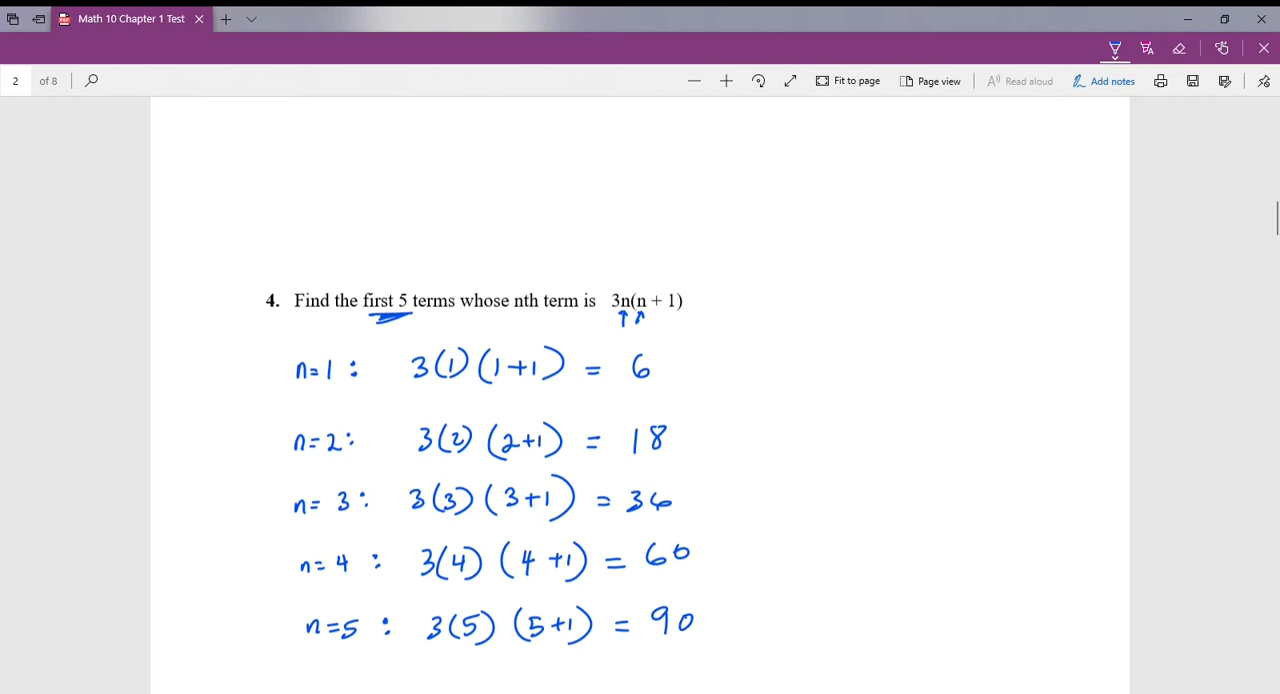 Math 10 Chapter 1 Test
2 of 8 Fit to page Page view Read aloud Add notes
4. Find the first 5 terms whose nth term is 3n(n + 1)
n=1 : 3(1)(1+1) = 6
n=2: 3(2)(2+1) = 18
n=3: 3(3)(3+1) = 36
n=4 : 3(4)(4+1) = 60
n=5 : 3(5)(5+1) = 90